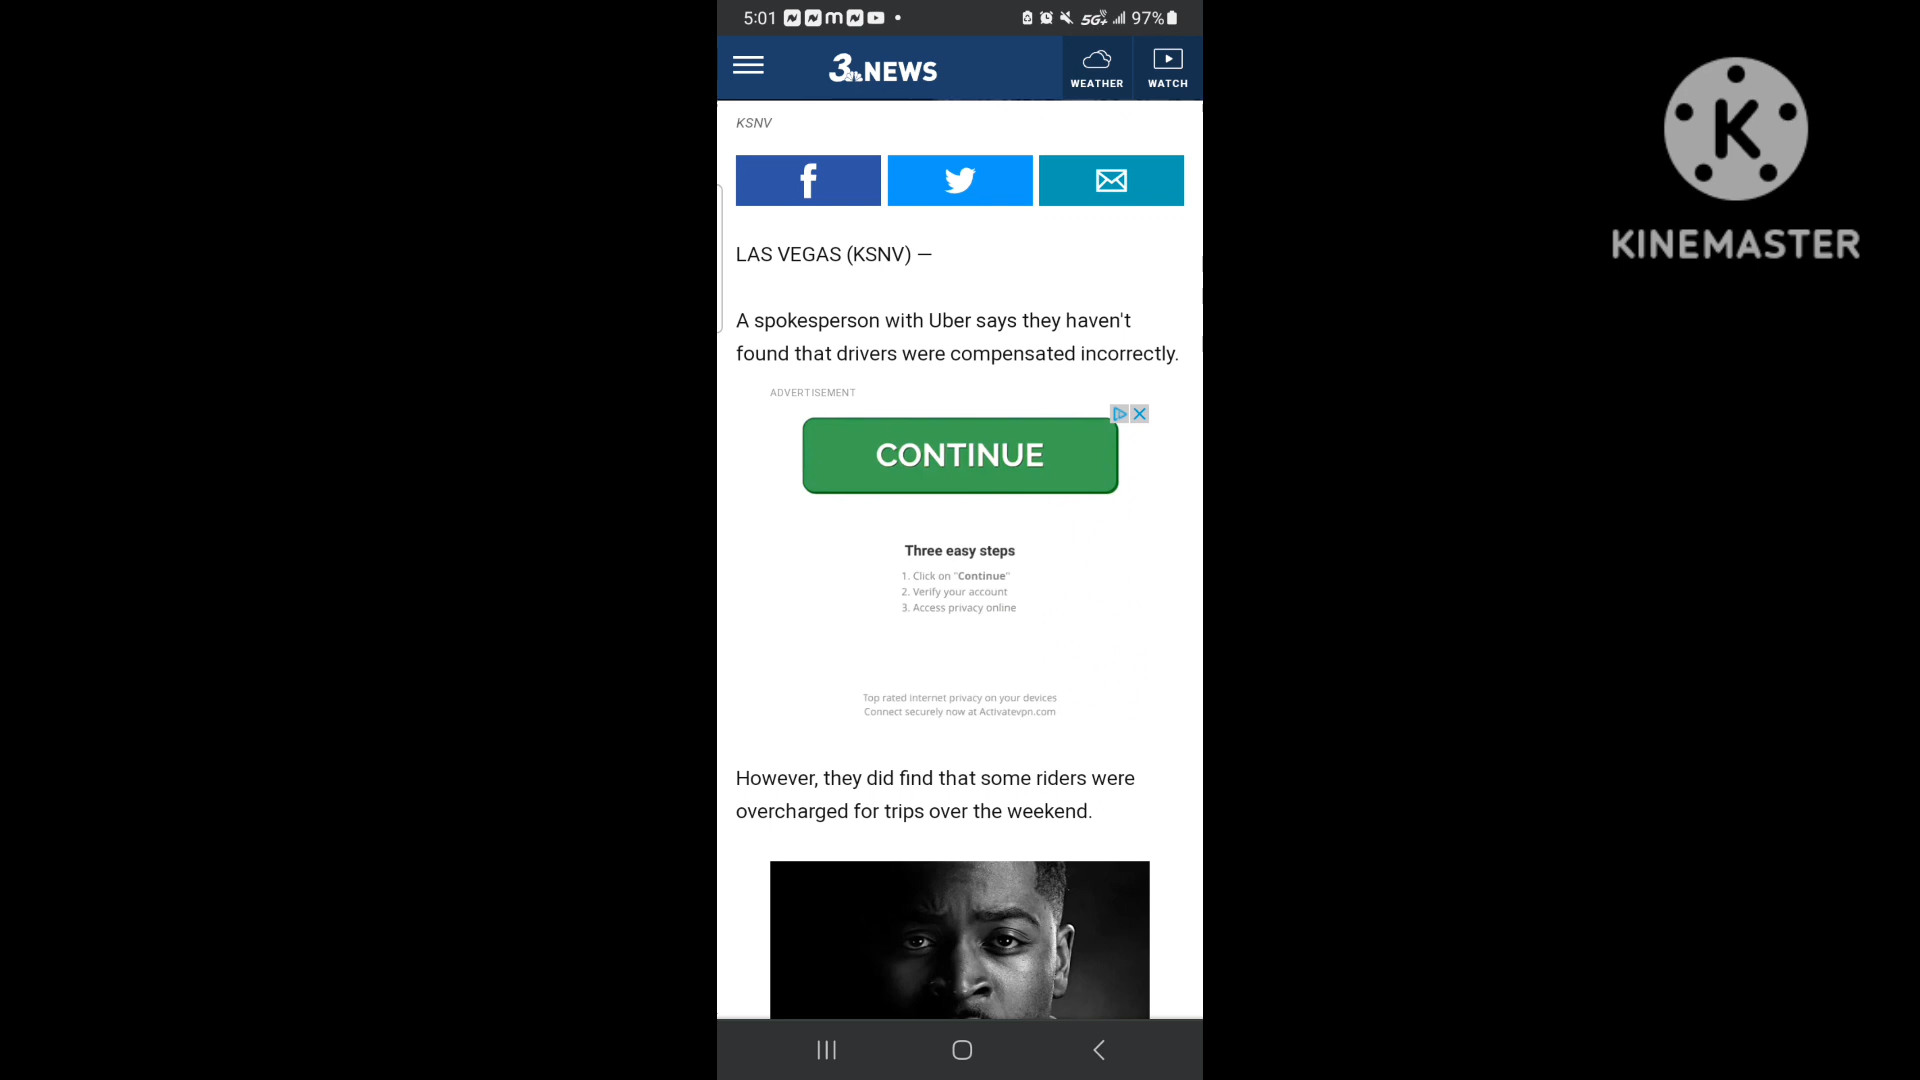 5:01
5G+ 97%
3 NEWS
WEATHER
WATCH
KSNV
LAS VEGAS (KSNV) —
A spokesperson with Uber says they haven't
found that drivers were compensated incorrectly.
ADVERTISEMENT
CONTINUE
Three easy steps
1. Click on "Continue"
2. Verify your account
3. Access privacy online
Top rated internet privacy on your devices
Connect securely now at Activatevpn.com
However, they did find that some riders were
overcharged for trips over the weekend.
K
KINEMASTER